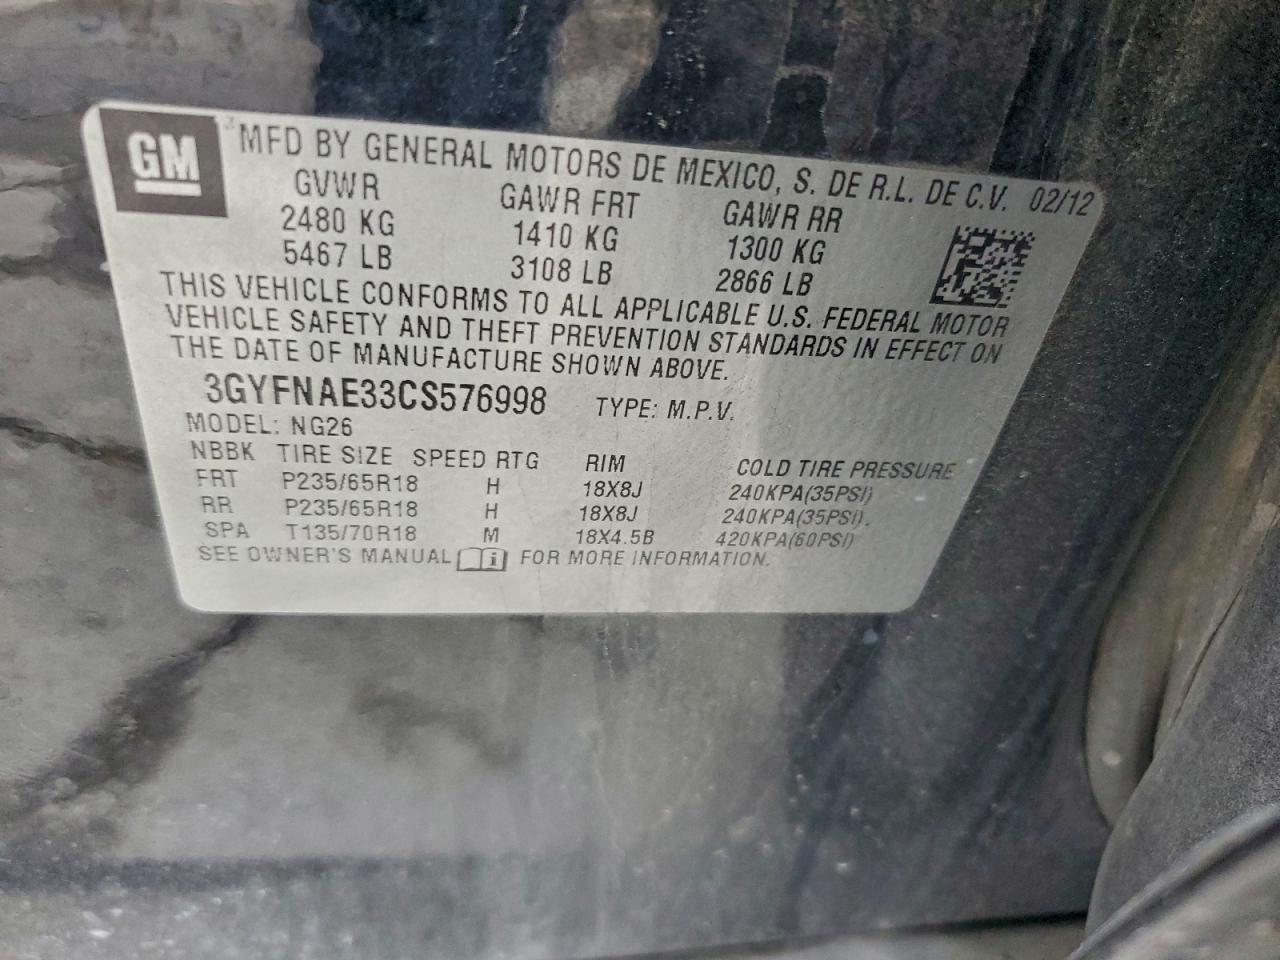 GM MFD BY GENERAL MOTORS DE MEXICO, S. DE R.L. DE C.V. 02/12
GVWR GAWR FRT GAWR RR
2480 KG 1410 KG 1300 KG
5467 LB 3108 LB 2866 LB
THIS VEHICLE CONFORMS TO ALL APPLICABLE U.S. FEDERAL MOTOR
VEHICLE SAFETY AND THEFT PREVENTION STANDARDS IN EFFECT ON
THE DATE OF MANUFACTURE SHOWN ABOVE.
3GYFNAE33CS576998 TYPE: M.P.V.
MODEL: NG26
NBBK TIRE SIZE SPEED RTG RIM COLD TIRE PRESSURE
FRT P235/65R18 H 18X8J 240KPA(35PSI)
RR P235/65R18 H 18X8J 240KPA(35PSI).
SPA T135/70R18 M 18X4.5B 420KPA(60PSI)
SEE OWNER'S MANUAL i FOR MORE INFORMATION.